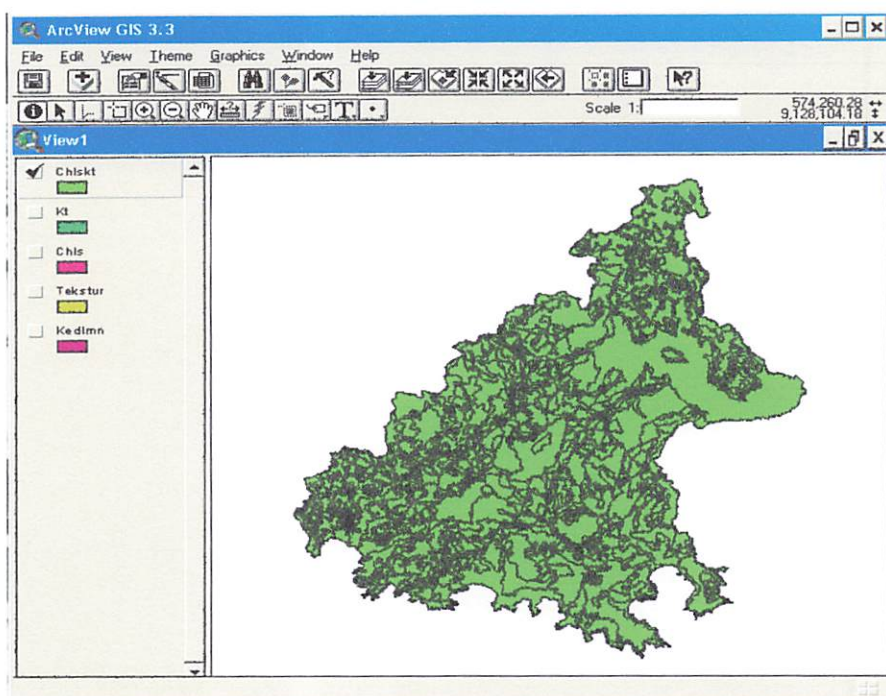 ArcView GIS 3.3
File Edit View Theme Graphics Window Help
Scale 1:
574,260.28
9,128,104.18
View1
Chlskt
Kt
Chls
Tekstur
Kedlmn